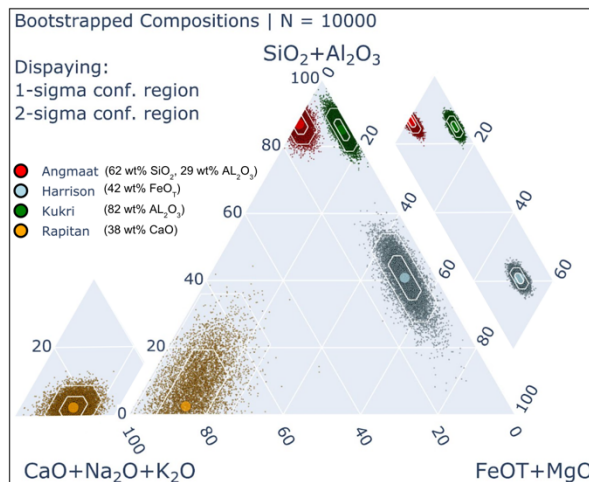 Bootstrapped Compositions | N = 10000
SiO₂+Al₂O₃
Dispaying:
1-sigma conf. region
2-sigma conf. region
Angmaat (62 wt% SiO₂, 29 wt% AL₂O₃)
Harrison (42 wt% FeOₜ)
Kukri (82 wt% AL₂O₃)
Rapitan (38 wt% CaO)
100
0
80
20
20
60
40
40
40
60
60
20
20
80
0
100
100
80
60
40
20
0
CaO+Na₂O+K₂O
FeOT+MgO